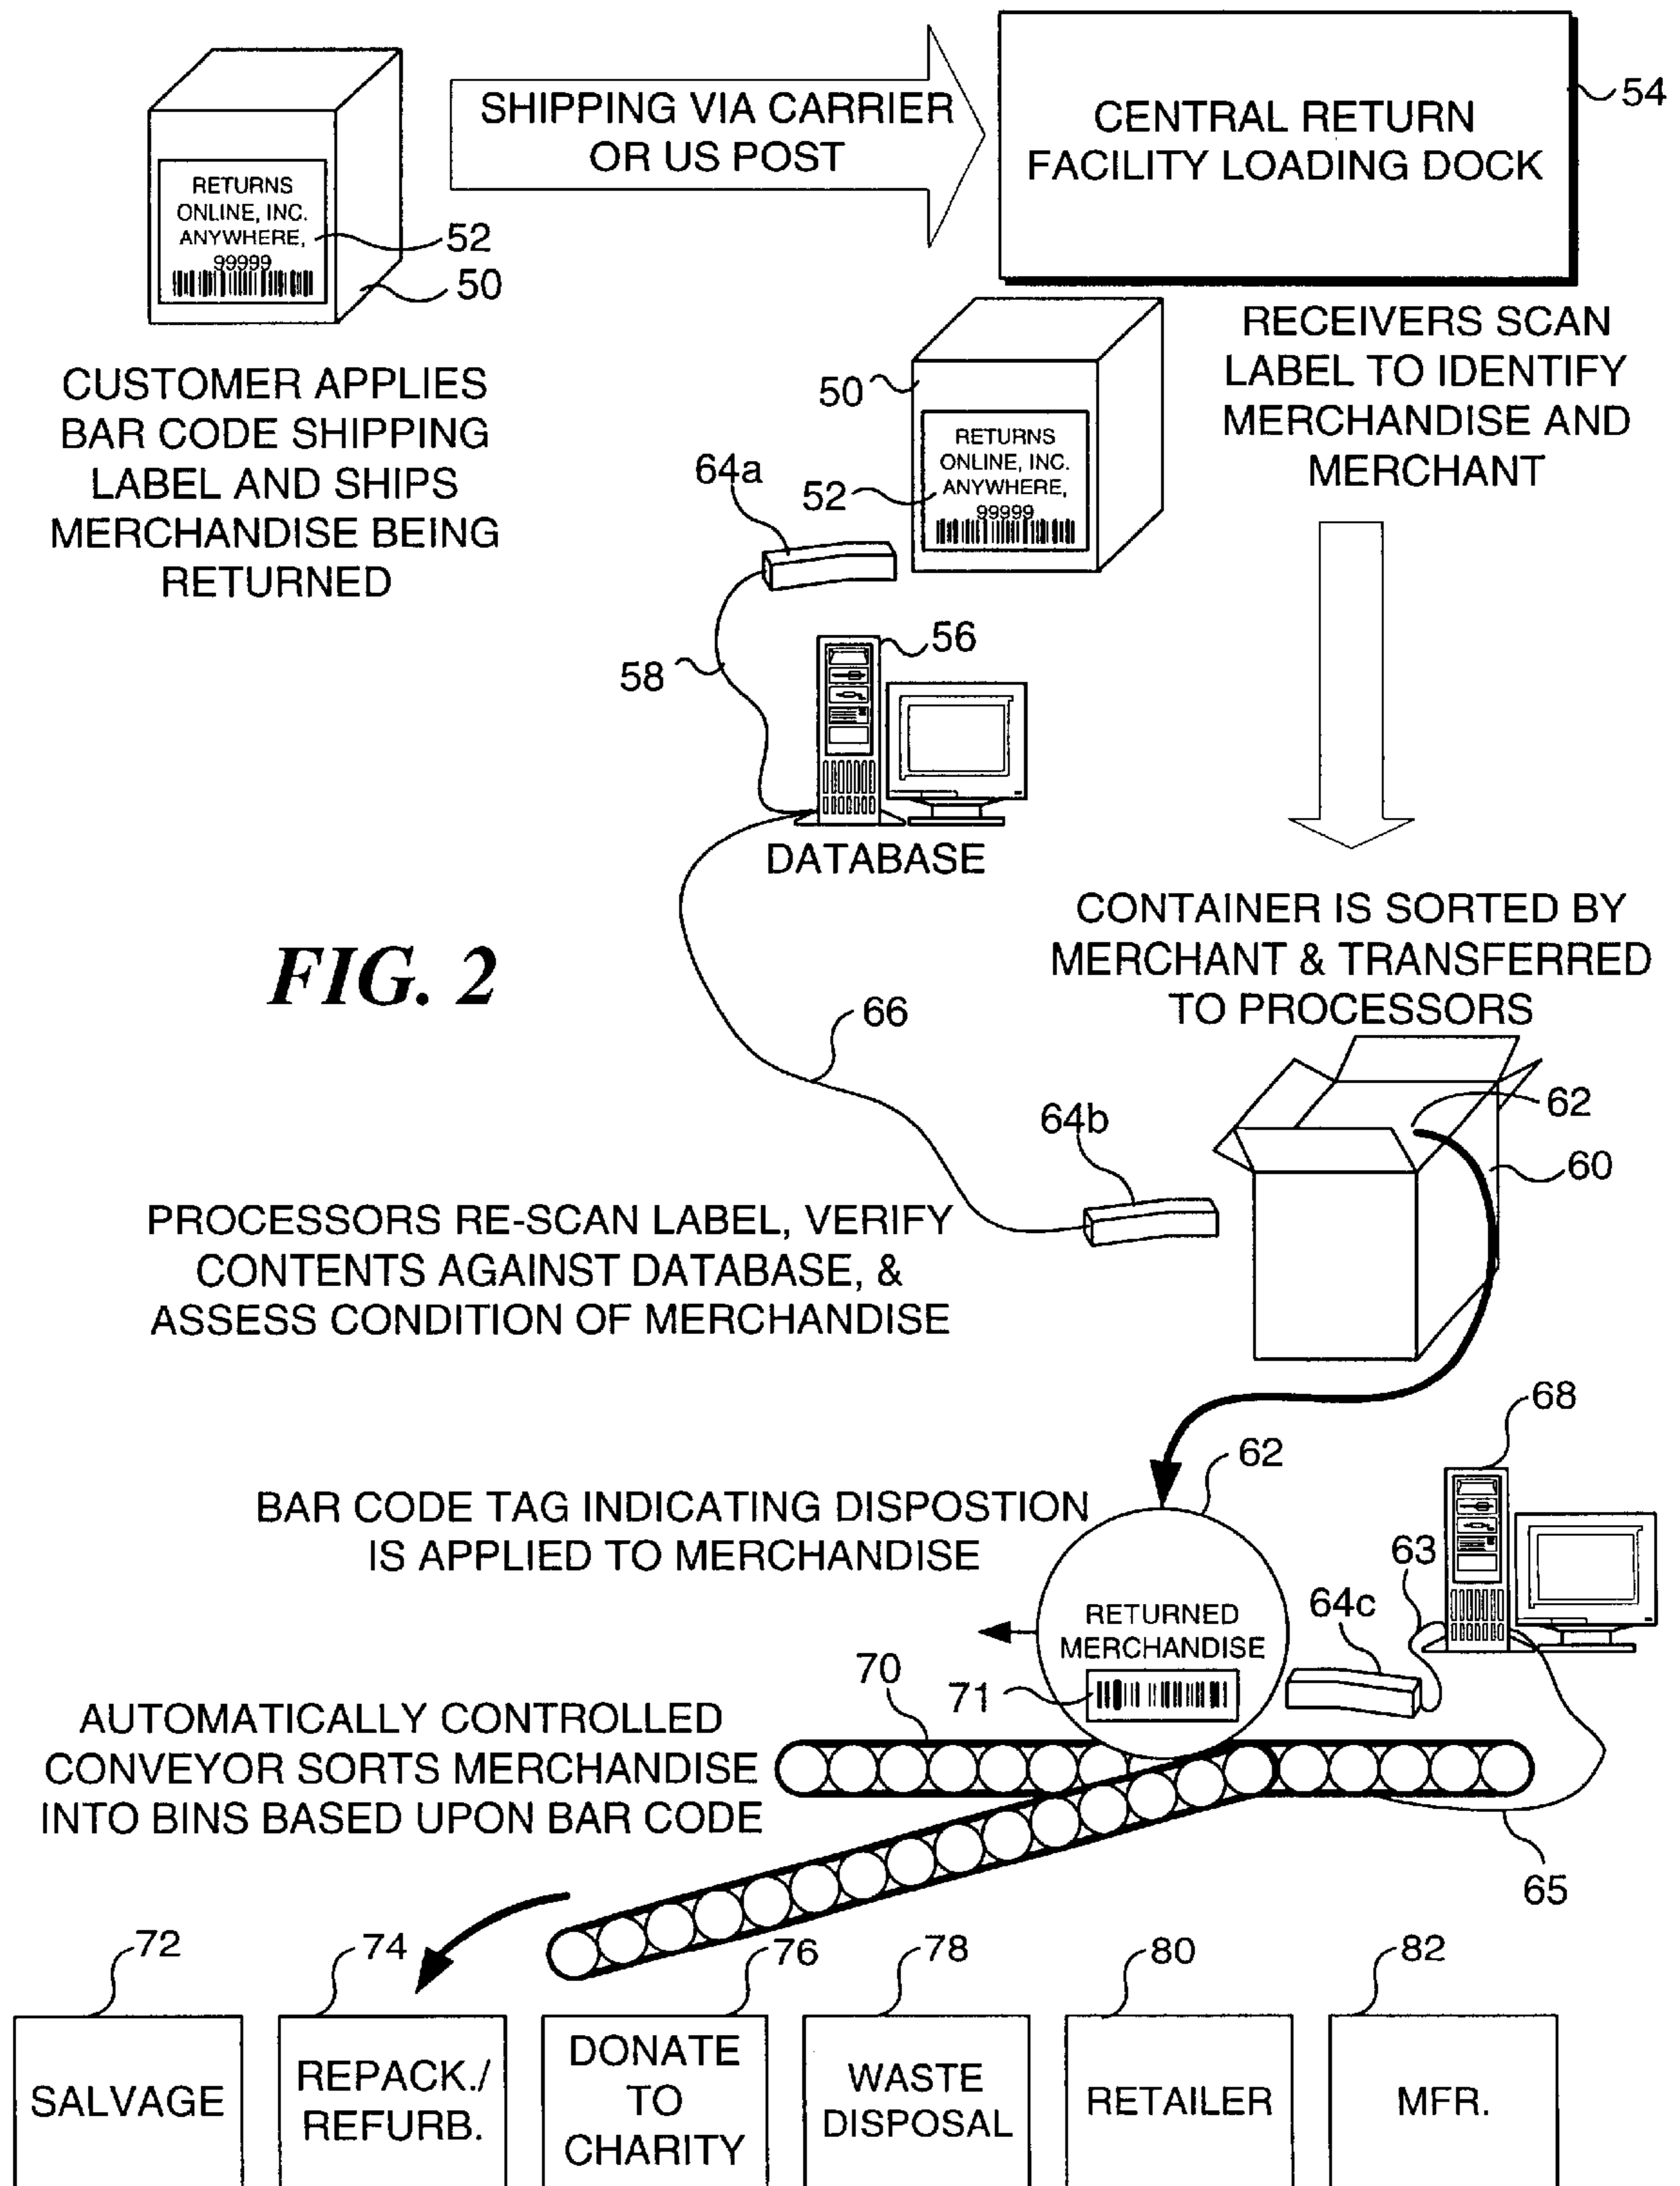 SHIPPING VIA CARRIER
OR US POST
CENTRAL RETURN
FACILITY LOADING DOCK
54
RETURNS
ONLINE, INC.
ANYWHERE,
99999
52
50
CUSTOMER APPLIES
BAR CODE SHIPPING
LABEL AND SHIPS
MERCHANDISE BEING
RETURNED
RECEIVERS SCAN
LABEL TO IDENTIFY
MERCHANDISE AND
MERCHANT
50
RETURNS
ONLINE, INC.
ANYWHERE,
99999
52
64a
58
56
DATABASE
CONTAINER IS SORTED BY
MERCHANT & TRANSFERRED
TO PROCESSORS
FIG. 2
66
64b
62
60
PROCESSORS RE-SCAN LABEL, VERIFY
CONTENTS AGAINST DATABASE, &
ASSESS CONDITION OF MERCHANDISE
68
62
BAR CODE TAG INDICATING DISPOSTION
IS APPLIED TO MERCHANDISE
63
64c
RETURNED
MERCHANDISE
71
70
AUTOMATICALLY CONTROLLED
CONVEYOR SORTS MERCHANDISE
INTO BINS BASED UPON BAR CODE
65
72
74
76
78
80
82
SALVAGE
REPACK./
REFURB.
DONATE
TO
CHARITY
WASTE
DISPOSAL
RETAILER
MFR.